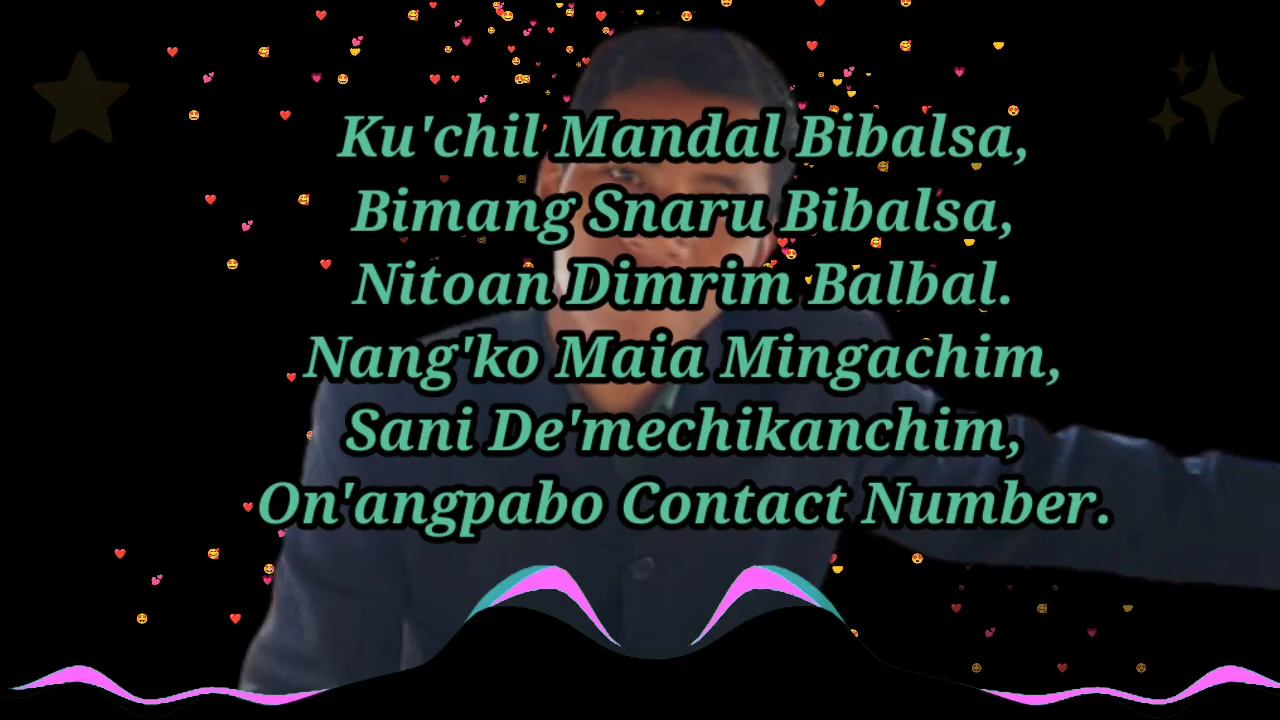 Ku'chil Mandal Bibalsa,
Bimang Snaru Bibalsa,
Nitoan Dimrim Balbal.
Nang'ko Maia Mingachim,
Sani De'mechikanchim,
On'angpabo Contact Number.